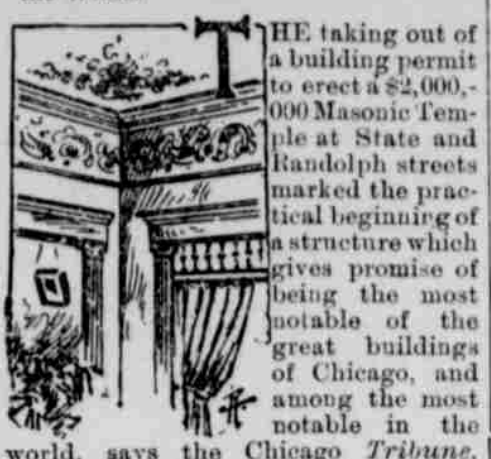 THE taking out of
a building permit
to erect a $2,000,-
000 Masonic Tem-
ple at State and
Randolph streets
marked the prac-
tical beginning of
a structure which
gives promise of
being the most
notable of the
great buildings
of Chicago, and
among the most
notable in the
world, says the Chicago Tribune.